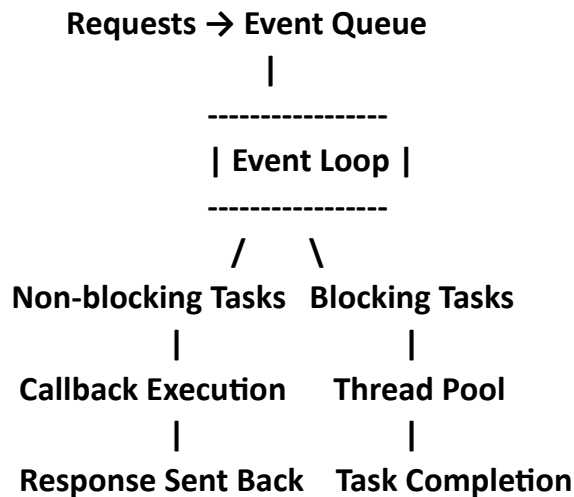 Requests → Event Queue
|
-----------------
| Event Loop |
-----------------
/ \
Non-blocking Tasks Blocking Tasks
| |
Callback Execution Thread Pool
| |
Response Sent Back Task Completion